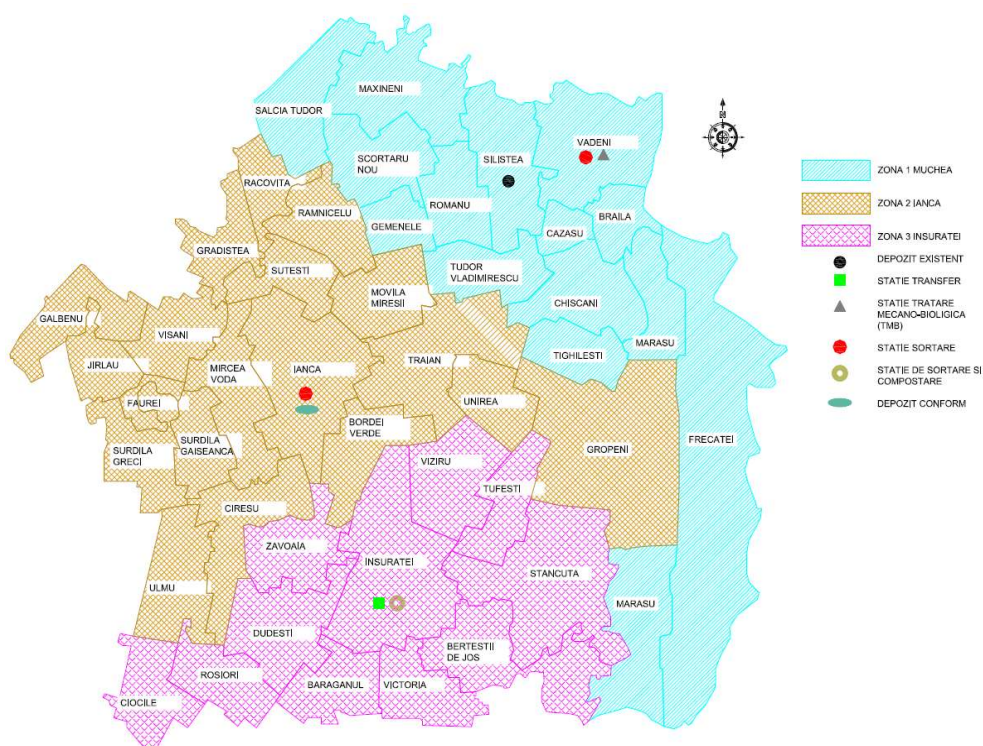 MAXINENI
SALCIA TUDOR
VADENI
SCORTARU
NOU
SILISTEA
RACOVITA
ROMANU
RAMNICELU
BRAILA
GEMENELE
CAZASU
GRADISTEA
SUTESTI
TUDOR
VLADIMIRESCU
MOVILA
MIRESII
CHISCANI
GALBENU
VISANI
MARASU
TIGHILESTI
JIRLAU
MIRCEA
VODA
IANCA
TRAIAN
FAUREI
UNIREA
BORDEI
VERDE
SURDILA
GAISEANCA
SURDILA
GRECI
GROPENI
FRECATEI
VIZIRU
TUFESTI
CIRESU
ZAVOAIA
INSURATEI
STANCUTA
ULMU
MARASU
DUDESTI
BERTESTII
DE JOS
ROSIORI
BARAGANUL
VICTORIA
CIOCILE
ZONA 1 MUCHEA
ZONA 2 IANCA
ZONA 3 INSURATEI
DEPOZIT EXISTENT
STATIE TRANSFER
STATIE TRATARE
MECANO-BIOLIGICA
(TMB)
STATIE SORTARE
STATIE DE SORTARE SI
COMPOSTARE
DEPOZIT CONFORM